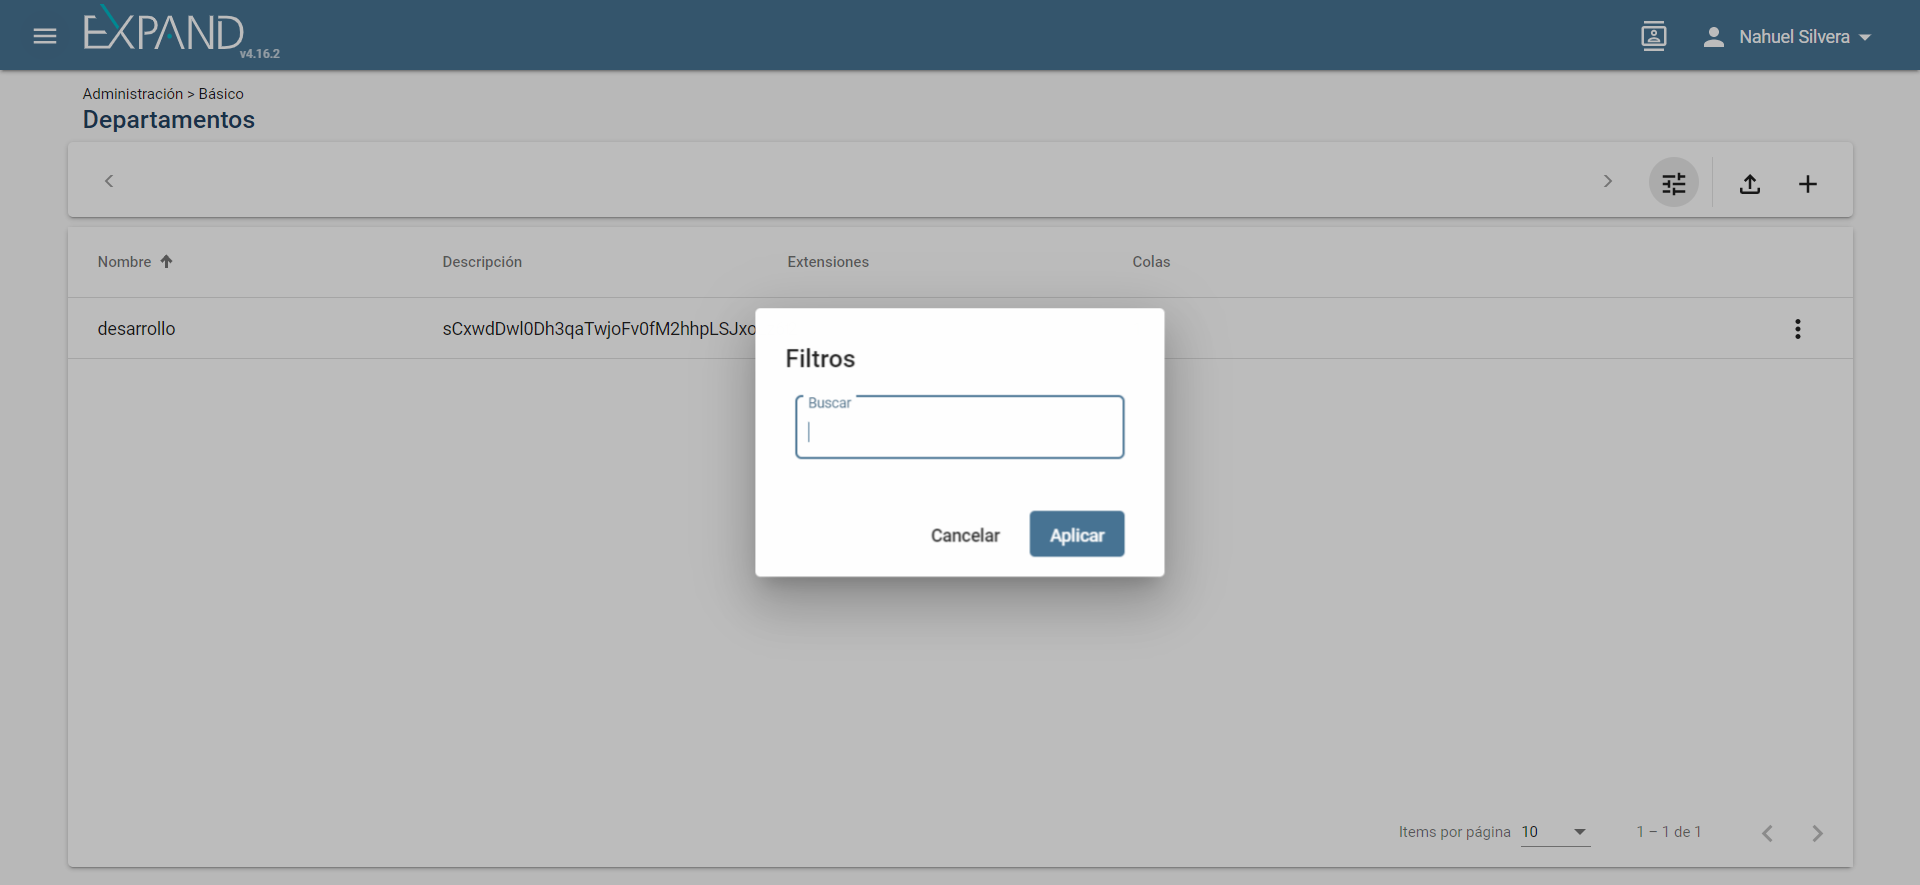 EXPAND
v4.16.2
Nahuel Silvera
Administración > Básico
Departamentos
Nombre Descripción Extensiones Colas
desarrollo sCxwdDwl0Dh3qaTwjoFv0fM2hhpLSJxo
Filtros
Buscar
Cancelar Aplicar
Items por página 10 1 – 1 de 1